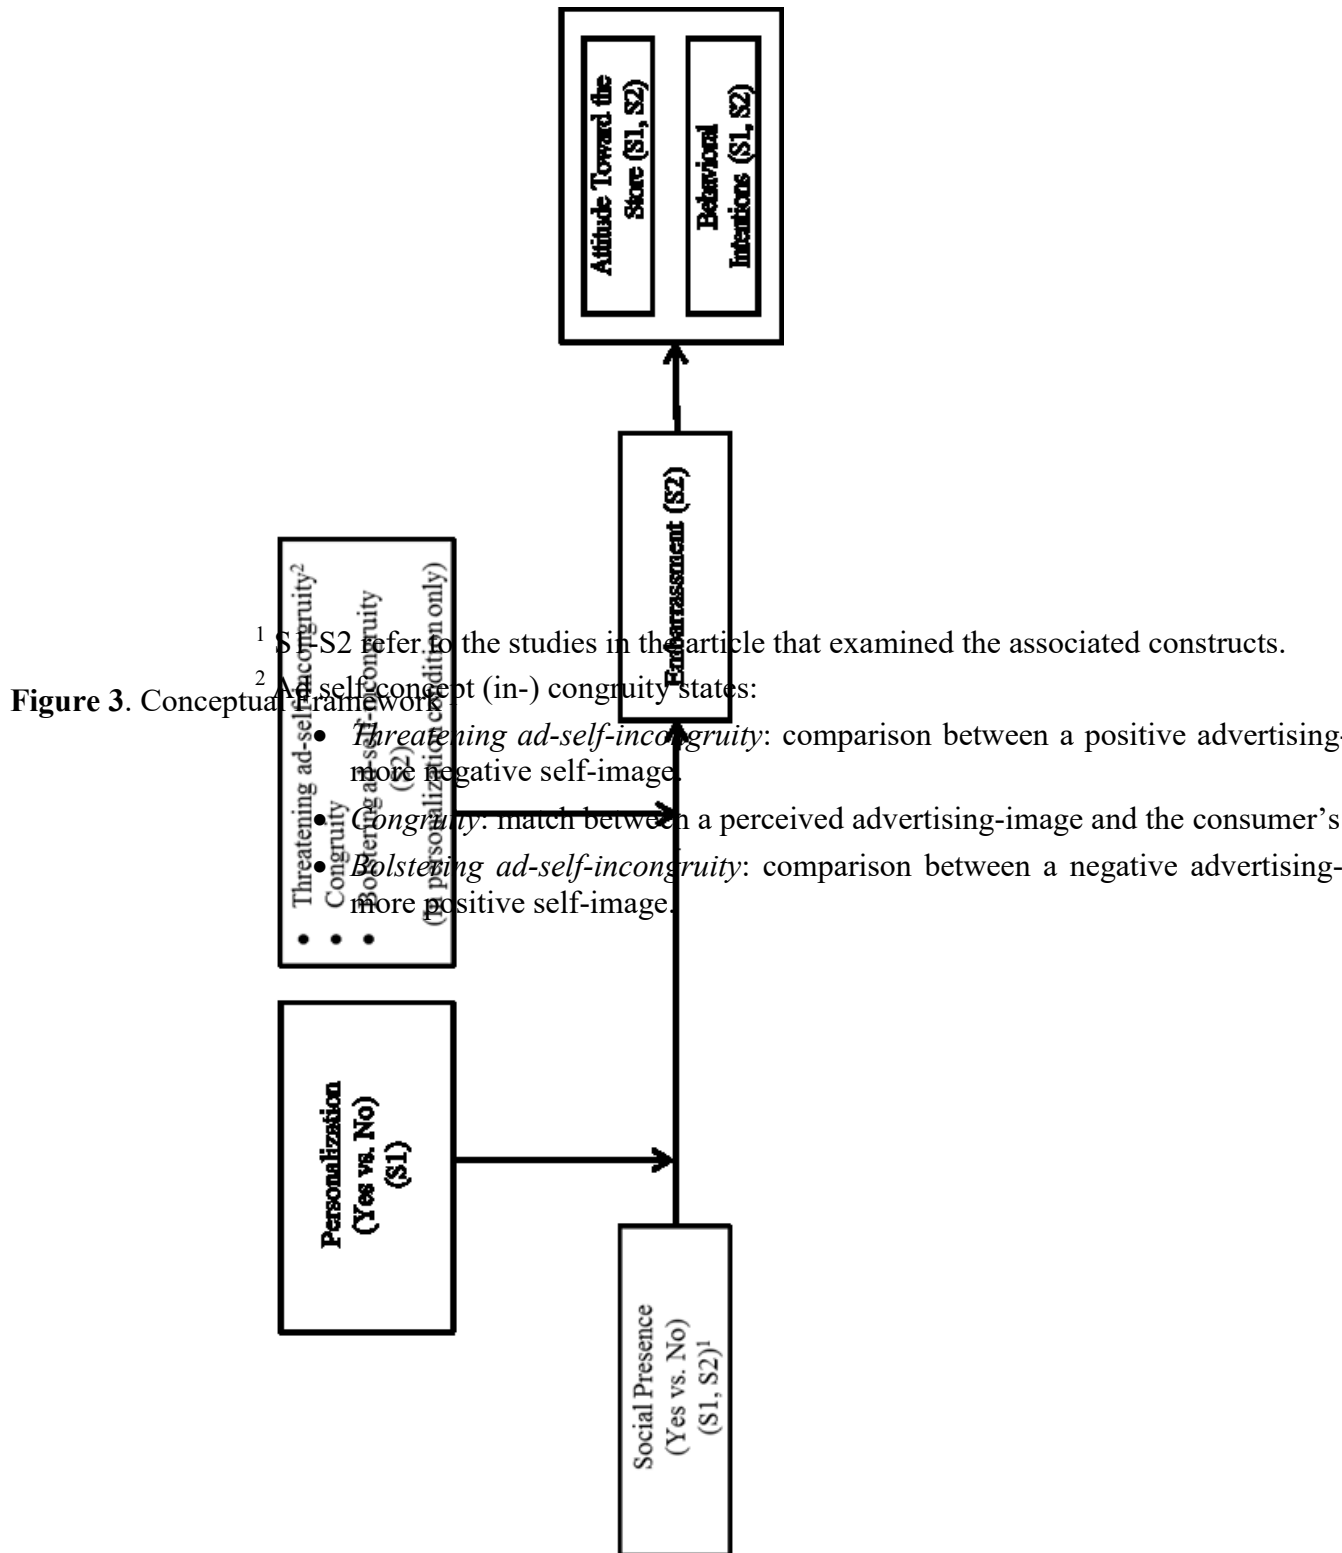 Attitude Toward the
Store (S1, S2)
Behavioral
Intentions (S1, S2)
Embarrassment (S2)
• Threatening ad-self-incongruity²
• Congruity
• Boostering ad-self-incongruity
(S2)
(In personalization condition only)
Personalization
(Yes vs. No)
(S1)
Social Presence
(Yes vs. No)
(S1, S2)¹
¹ S1-S2 refer to the studies in the article that examined the associated constructs.
² Ad self-concept (in-) congruity states:
Figure 3. Conceptual Framework
• Threatening ad-self-incongruity: comparison between a positive advertising-
more negative self-image.
• Congruity: match between a perceived advertising-image and the consumer’s
• Bolstering ad-self-incongruity: comparison between a negative advertising-
more positive self-image.